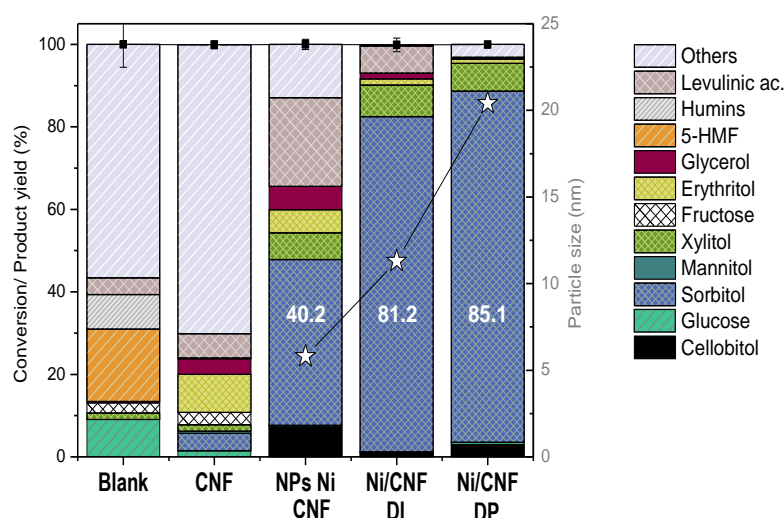 Conversion/ Product yield (%)
100
80
60
40
20
0
25
20
15
10
5
0
Particle size (nm)
40.2
81.2
85.1
Blank
CNF
NPs Ni
CNF
Ni/CNF
DI
Ni/CNF
DP
Others
Levulinic ac.
Humins
5-HMF
Glycerol
Erythritol
Fructose
Xylitol
Mannitol
Sorbitol
Glucose
Cellobitol